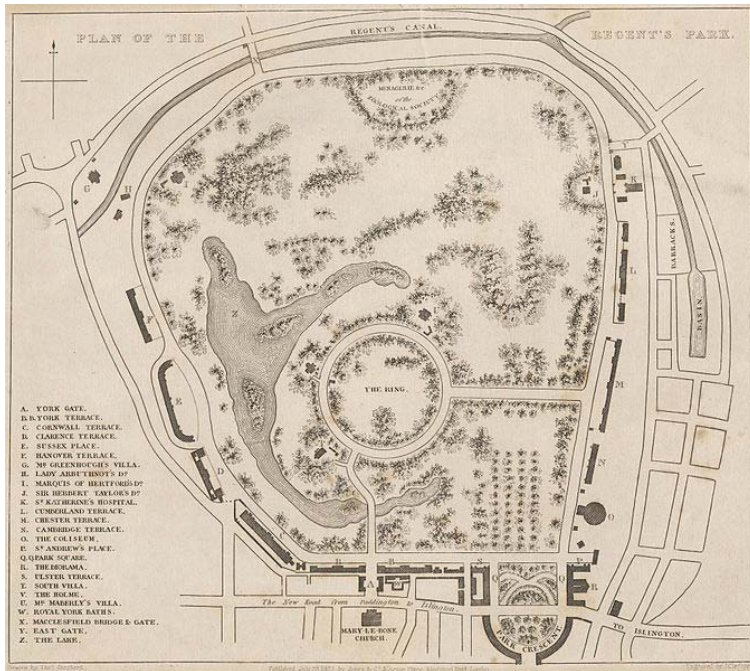 PLAN OF THE
REGENT'S PARK.
REGENT'S CANAL.
MENAGERIE &c
of the
ZOOLOGICAL SOCIETY
X
G
H
I
J
K
L
BARRACKS.
BASIN.
Z
F
THE RING.
M
E
N
D
O
C
B
B
S
P
A
Q
Q
R
The New Road from Paddington to Islington.
MARY LE BONE
CHURCH.
PARK CRESCENT
TO ISLINGTON.
A. YORK GATE.
B.B. YORK TERRACE.
C. CORNWALL TERRACE.
D. CLARENCE TERRACE.
E. SUSSEX PLACE.
F. HANOVER TERRACE.
G. Mr. GREENHOUGH'S VILLA.
H. LADY ARBUTHNOT'S Do.
I. MARQUIS OF HERTFORD'S Do.
J. SIR HERBERT TAYLOR'S Do.
K. St. KATHERINE'S HOSPITAL.
L. CUMBERLAND TERRACE.
M. CHESTER TERRACE.
N. CAMBRIDGE TERRACE.
O. THE COLISEUM.
P. St. ANDREW'S PLACE.
Q.Q. PARK SQUARE.
R. THE DIORAMA.
S. ULSTER TERRACE.
T. SOUTH VILLA.
V. THE HOLME.
U. Mr. MABERLY'S VILLA.
W. ROYAL YORK BATHS.
X. MACCLESFIELD BRIDGE & GATE.
Y. EAST GATE.
Z. THE LAKE.